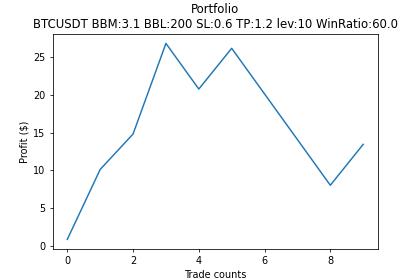 Portfolio
BTCUSDT BBM:3.1 BBL:200 SL:0.6 TP:1.2 lev:10 WinRatio:60.0
Profit ($)
25
20
15
10
5
0
0 2 4 6 8
Trade counts